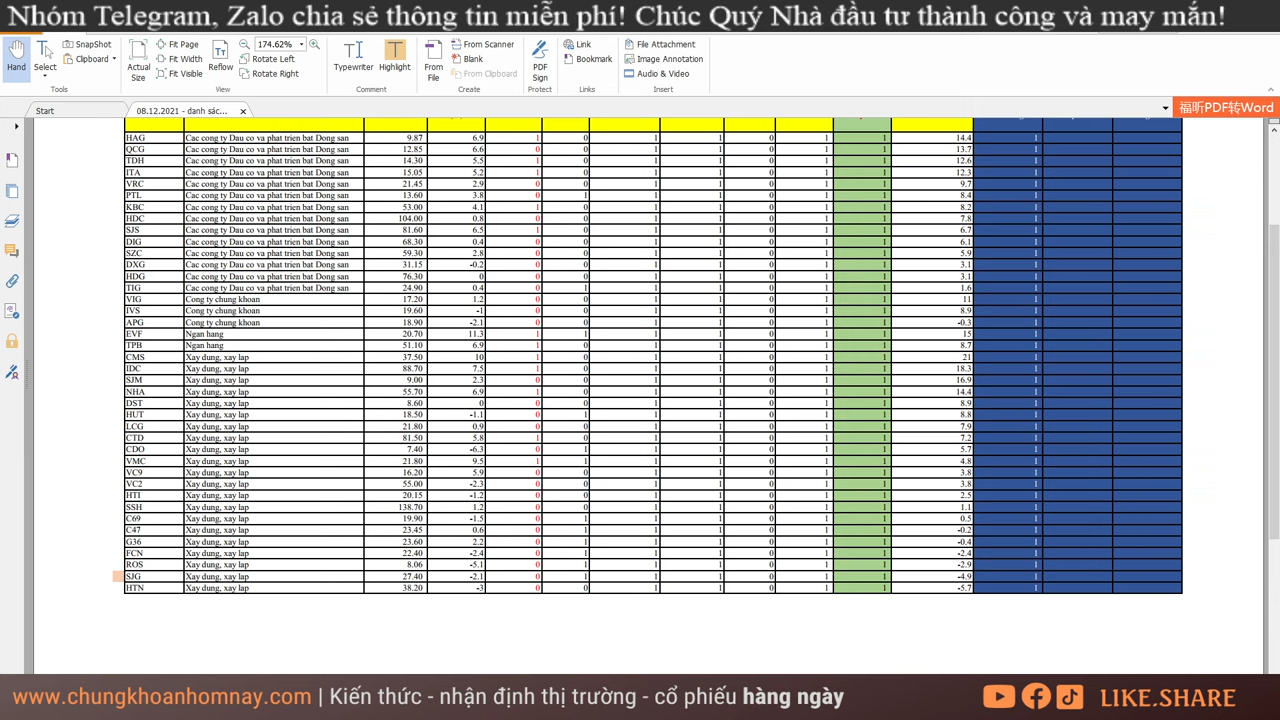 Nhóm Telegram, Zalo chia sẻ thông tin miễn phí! Chúc Quý Nhà đầu tư thành công và may mắn!
Hand Select SnapShot Clipboard Tools
Actual Size Fit Page Fit Width Fit Visible Reflow 174.62% Rotate Left Rotate Right View
Typewriter Highlight Comment
From File From Scanner Blank From Clipboard Create
PDF Sign Protect
Link Bookmark Links
File Attachment Image Annotation Audio & Video Insert
Start 08.12.2021 - danh sác... x 福昕PDF转Word
HAG Cac cong ty Dau co va phat trien bat Dong san 9.87 6.9 1 0 1 1 0 1 1 14.4 1
QCG Cac cong ty Dau co va phat trien bat Dong san 12.85 6.6 0 0 1 1 0 1 1 13.7 1
TDH Cac cong ty Dau co va phat trien bat Dong san 14.30 5.5 1 0 1 1 0 1 1 12.6 1
ITA Cac cong ty Dau co va phat trien bat Dong san 15.05 5.2 1 0 1 1 0 1 1 12.3 1
VRC Cac cong ty Dau co va phat trien bat Dong san 21.45 2.9 0 0 1 1 0 1 1 9.7 1
PTL Cac cong ty Dau co va phat trien bat Dong san 13.60 3.8 0 1 1 1 0 1 1 8.4 1
KBC Cac cong ty Dau co va phat trien bat Dong san 53.00 4.1 1 0 1 1 0 1 1 8.2 1
HDC Cac cong ty Dau co va phat trien bat Dong san 104.00 0.8 0 0 1 1 0 1 1 7.8 1
SJS Cac cong ty Dau co va phat trien bat Dong san 81.60 6.5 1 0 1 1 0 1 1 6.7 1
DIG Cac cong ty Dau co va phat trien bat Dong san 68.30 0.4 0 0 1 1 0 1 1 6.1 1
SZC Cac cong ty Dau co va phat trien bat Dong san 59.30 2.8 0 0 1 1 0 1 1 5.9 1
DXG Cac cong ty Dau co va phat trien bat Dong san 31.15 -0.2 0 0 1 1 0 1 1 3.1 1
HDG Cac cong ty Dau co va phat trien bat Dong san 76.30 0 0 0 1 1 0 1 1 3.1 1
TIG Cac cong ty Dau co va phat trien bat Dong san 24.90 0.4 0 1 1 1 0 1 1 1.6 1
VIG Cong ty chung khoan 17.20 1.2 0 0 1 1 0 1 1 11 1
IVS Cong ty chung khoan 19.60 -1 0 0 1 1 0 1 1 8.9 1
APG Cong ty chung khoan 18.90 -2.1 0 0 1 1 0 1 1 -0.3 1
EVF Ngan hang 20.70 11.3 1 1 1 1 0 1 1 15 1
TPB Ngan hang 51.10 6.9 1 0 1 1 0 1 1 8.7 1
CMS Xay dung, xay lap 37.50 10 1 0 1 1 0 1 1 21 1
IDC Xay dung, xay lap 88.70 7.5 1 0 1 1 0 1 1 18.3 1
SJM Xay dung, xay lap 9.00 2.3 0 0 1 1 0 1 1 16.9 1
NHA Xay dung, xay lap 55.70 6.9 1 0 1 1 0 1 1 14.4 1
DST Xay dung, xay lap 8.60 0 0 0 1 1 0 1 1 8.9 1
HUT Xay dung, xay lap 18.50 -1.1 0 1 1 1 0 1 1 8.8 1
LCG Xay dung, xay lap 21.80 0.9 0 0 1 1 0 1 1 7.9 1
CTD Xay dung, xay lap 81.50 5.8 1 0 1 1 0 1 1 7.2 1
CDO Xay dung, xay lap 7.40 -6.3 0 1 1 1 0 1 1 5.7 1
VMC Xay dung, xay lap 21.80 9.5 1 1 1 1 0 1 1 4.8 1
VC9 Xay dung, xay lap 16.20 5.9 0 0 1 1 0 1 1 3.8 1
VC2 Xay dung, xay lap 55.00 -2.3 0 0 1 1 0 1 1 3.8 1
HTI Xay dung, xay lap 20.15 -1.2 0 0 1 1 0 1 1 2.5 1
SSH Xay dung, xay lap 138.70 1.2 0 0 1 1 0 1 1 1.1 1
C69 Xay dung, xay lap 19.90 -1.5 0 1 1 1 0 1 1 0.5 1
C47 Xay dung, xay lap 23.45 0.6 0 1 1 1 0 1 1 -0.2 1
G36 Xay dung, xay lap 23.60 2.2 0 1 1 1 0 1 1 -0.4 1
FCN Xay dung, xay lap 22.40 -2.4 0 1 1 1 0 1 1 -2.4 1
ROS Xay dung, xay lap 8.06 -5.1 0 1 1 1 0 1 1 -2.9 1
SJG Xay dung, xay lap 27.40 -2.1 0 1 1 1 0 1 1 -4.9 1
HTN Xay dung, xay lap 38.20 -3 0 0 1 1 0 1 1 -5.7 1
www.chungkhoanhomnay.com | Kiến thức - nhận định thị trường - cổ phiếu hàng ngày LIKE.SHARE